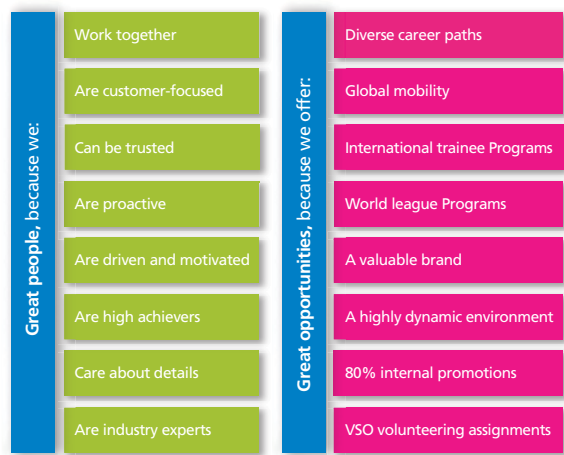 Great people, because we:
Work together
Are customer-focused
Can be trusted
Are proactive
Are driven and motivated
Are high achievers
Care about details
Are industry experts
Great opportunities, because we offer:
Diverse career paths
Global mobility
International trainee Programs
World league Programs
A valuable brand
A highly dynamic environment
80% internal promotions
VSO volunteering assignments